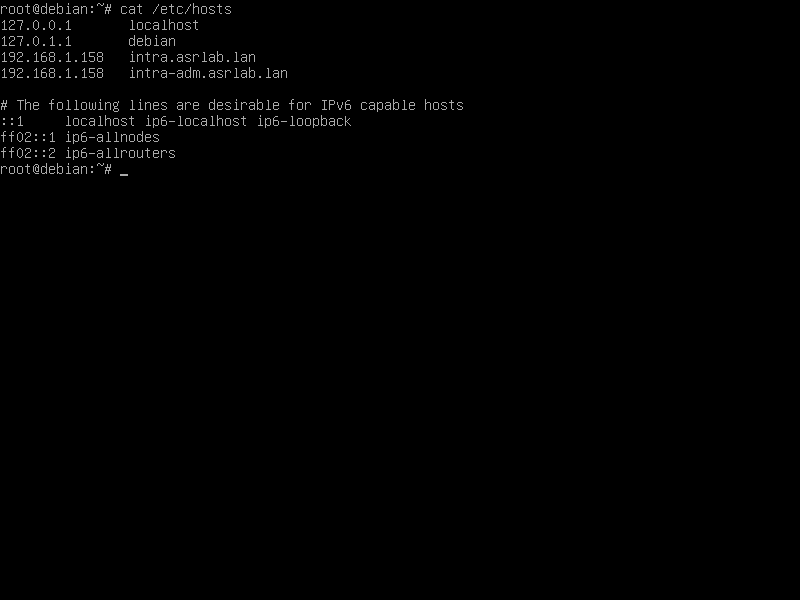 root@debian:~# cat /etc/hosts
127.0.0.1       localhost
127.0.1.1       debian
192.168.1.158   intra.asrlab.lan
192.168.1.158   intra-adm.asrlab.lan

# The following lines are desirable for IPv6 capable hosts
::1     localhost ip6-localhost ip6-loopback
ff02::1 ip6-allnodes
ff02::2 ip6-allrouters
root@debian:~# _